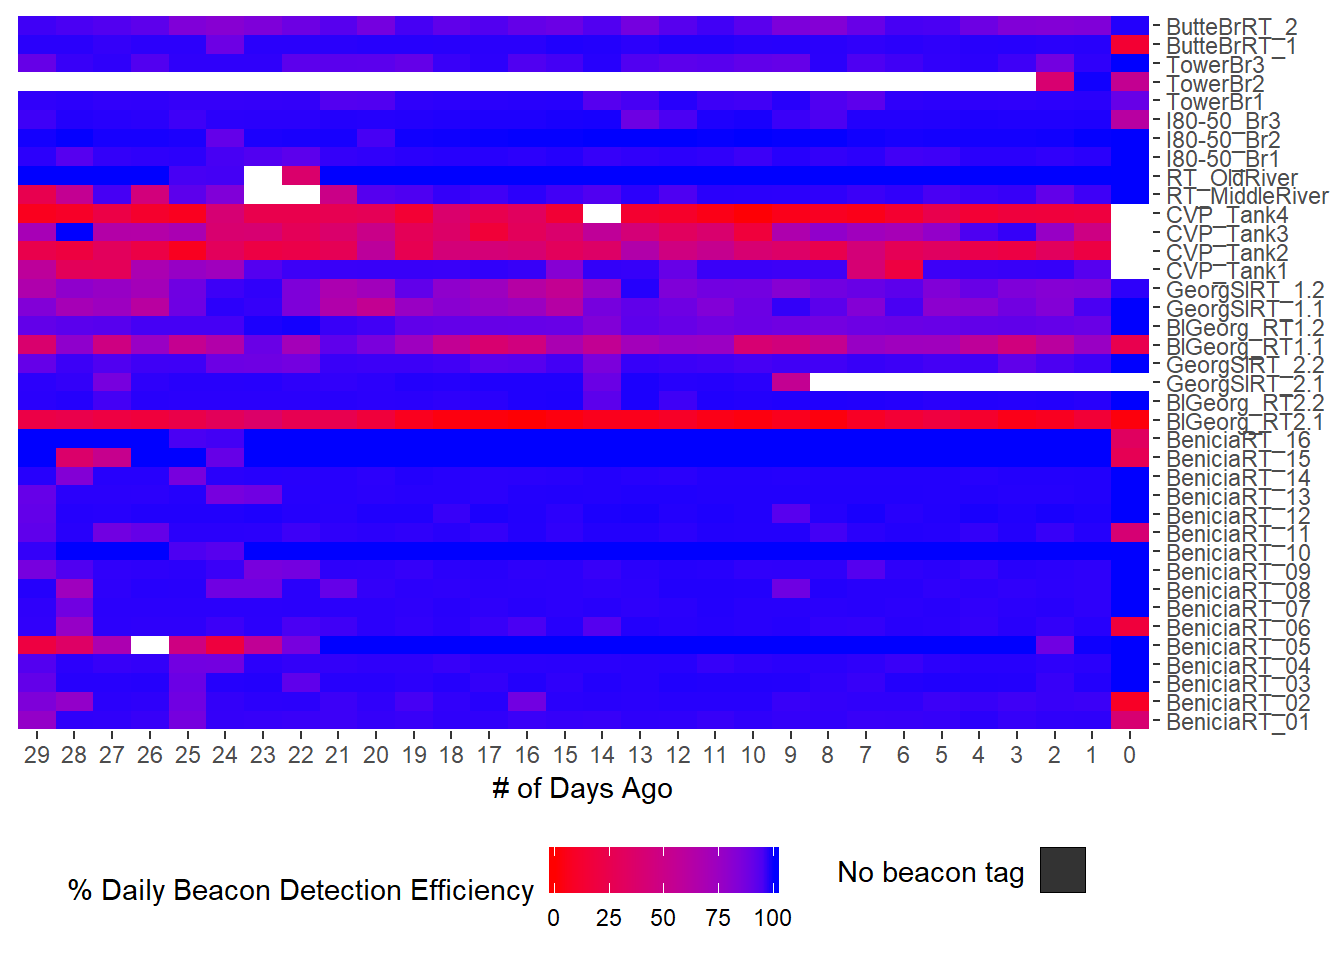 ButteBrRT_2
ButteBrRT_1
TowerBr3
TowerBr2
TowerBr1
I80-50_Br3
I80-50_Br2
I80-50_Br1
RT_OldRiver
RT_MiddleRiver
CVP_Tank4
CVP_Tank3
CVP_Tank2
CVP_Tank1
GeorgSlRT_1.2
GeorgSlRT_1.1
BlGeorg_RT1.2
BlGeorg_RT1.1
GeorgSlRT_2.2
GeorgSlRT_2.1
BlGeorg_RT2.2
BlGeorg_RT2.1
BeniciaRT_16
BeniciaRT_15
BeniciaRT_14
BeniciaRT_13
BeniciaRT_12
BeniciaRT_11
BeniciaRT_10
BeniciaRT_09
BeniciaRT_08
BeniciaRT_07
BeniciaRT_06
BeniciaRT_05
BeniciaRT_04
BeniciaRT_03
BeniciaRT_02
BeniciaRT_01
29 28 27 26 25 24 23 22 21 20 19 18 17 16 15 14 13 12 11 10 9 8 7 6 5 4 3 2 1 0
# of Days Ago
% Daily Beacon Detection Efficiency
0 25 50 75 100
No beacon tag